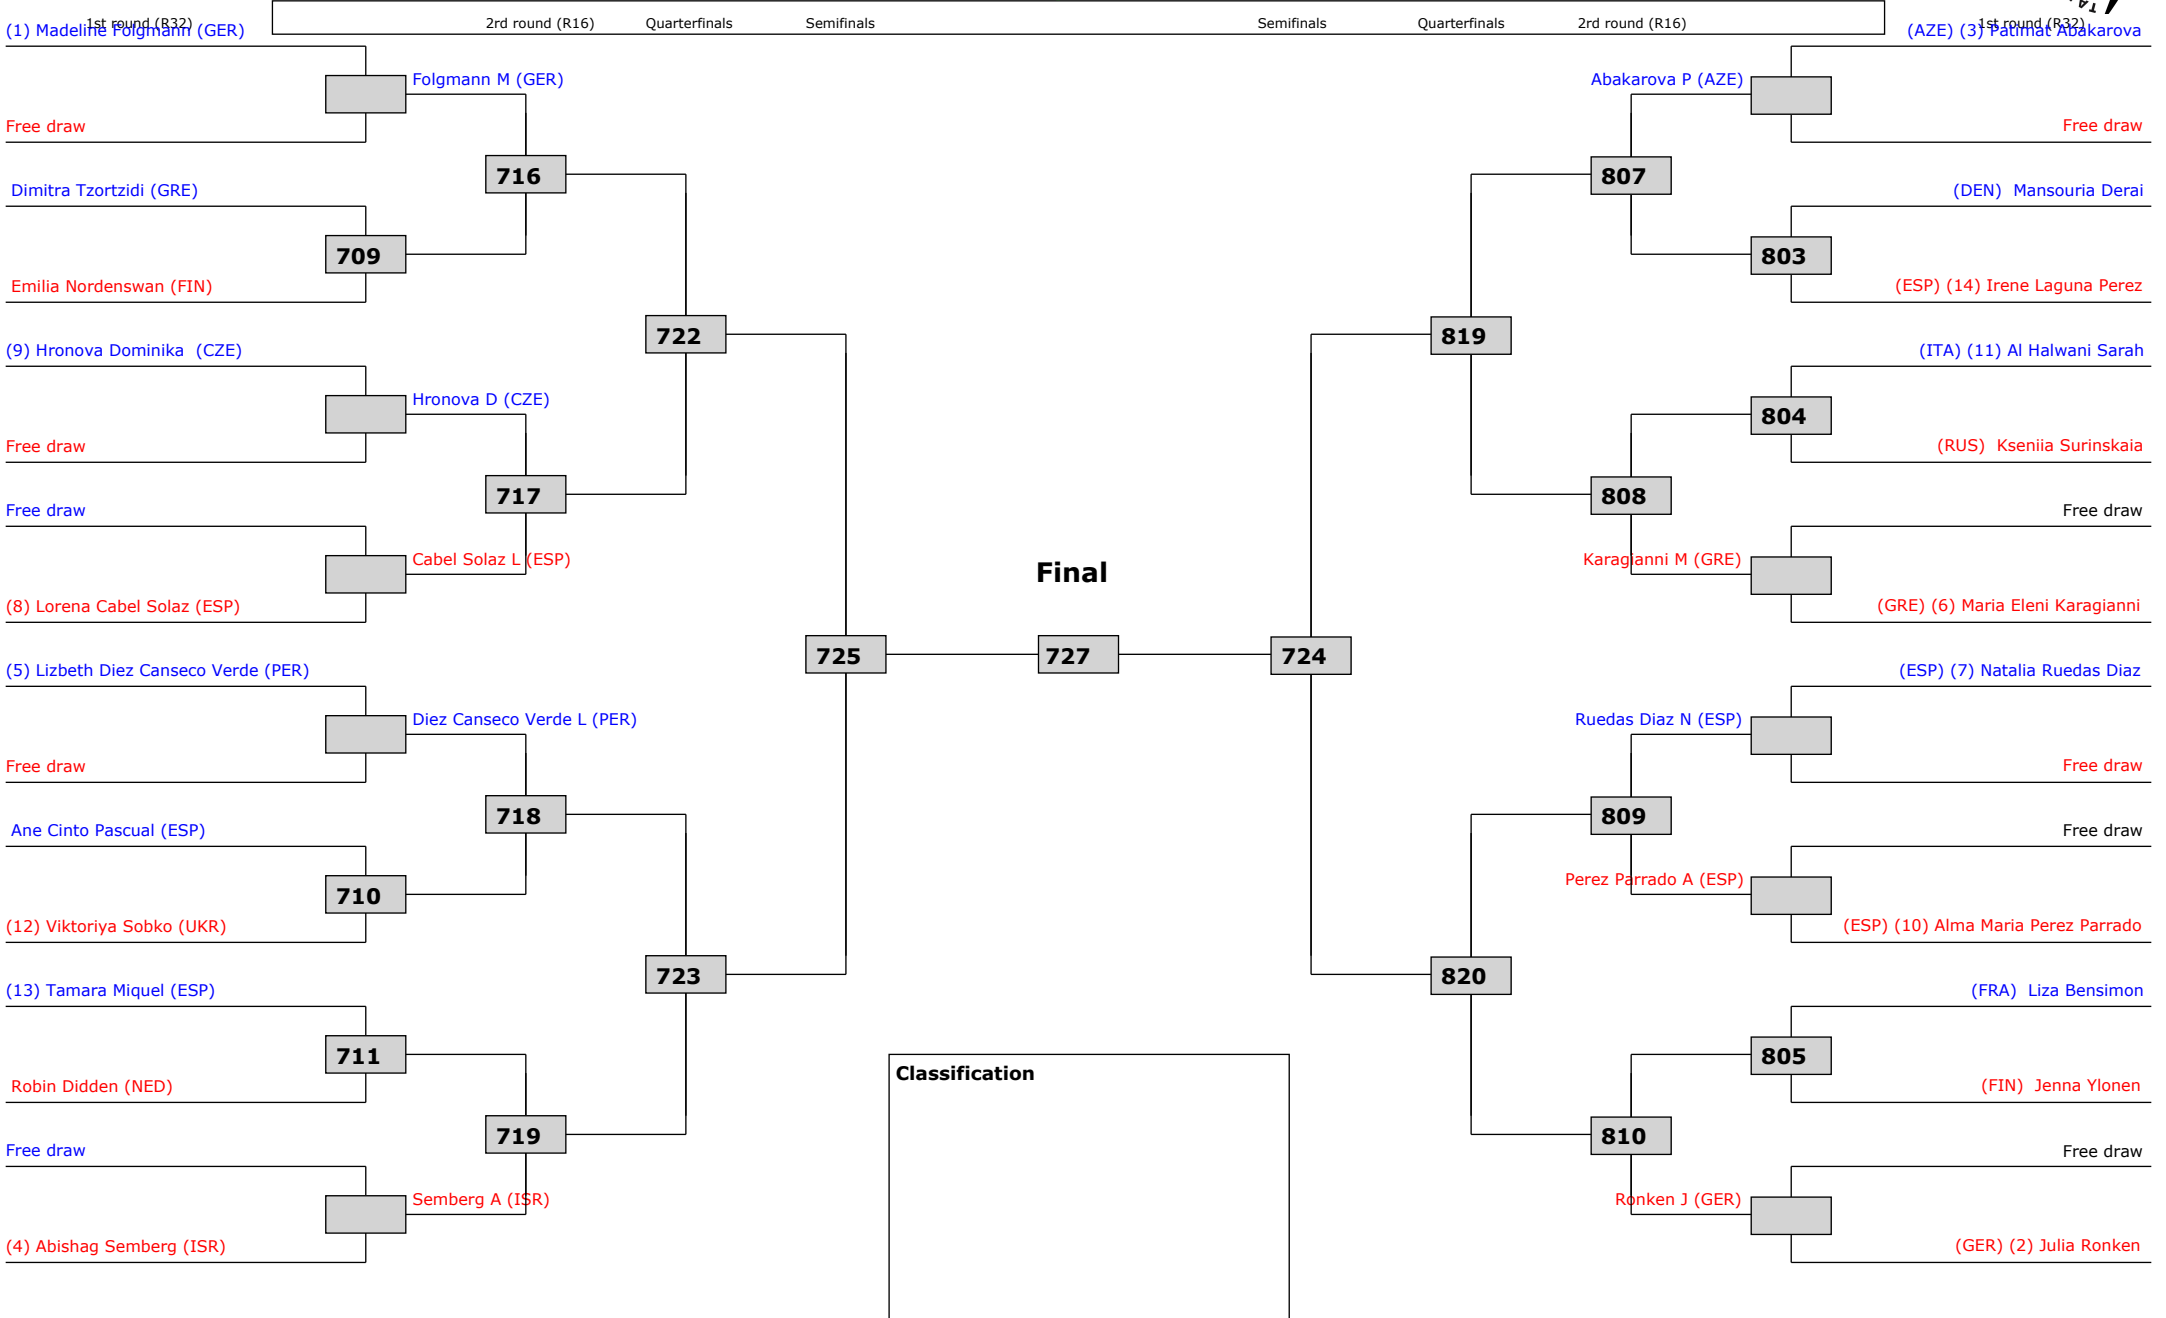 1st round (R32)
2rd round (R16)
Quarterfinals
Semifinals
Semifinals
Quarterfinals
2rd round (R16)
1st round (R32)
(1) Madeline Folgmann (GER)
Folgmann M (GER)
Free draw
716
Dimitra Tzortzidi (GRE)
709
Emilia Nordenswan (FIN)
722
(9) Hronova Dominika  (CZE)
Hronova D (CZE)
Free draw
717
Free draw
Cabel Solaz L (ESP)
(8) Lorena Cabel Solaz (ESP)
725
(5) Lizbeth Diez Canseco Verde (PER)
Diez Canseco Verde L (PER)
Free draw
718
Ane Cinto Pascual (ESP)
710
(12) Viktoriya Sobko (UKR)
723
(13) Tamara Miquel (ESP)
711
Robin Didden (NED)
719
Free draw
Semberg A (ISR)
(4) Abishag Semberg (ISR)
Final
727
Classification
(AZE) (3) Patimat Abakarova
Abakarova P (AZE)
Free draw
807
(DEN)  Mansouria Derai
803
(ESP) (14) Irene Laguna Perez
819
(ITA) (11) Al Halwani Sarah
804
(RUS)  Kseniia Surinskaia
808
Free draw
Karagianni M (GRE)
(GRE) (6) Maria Eleni Karagianni
724
(ESP) (7) Natalia Ruedas Diaz
Ruedas Diaz N (ESP)
Free draw
809
Free draw
Perez Parrado A (ESP)
(ESP) (10) Alma Maria Perez Parrado
820
(FRA)  Liza Bensimon
805
(FIN)  Jenna Ylonen
810
Free draw
Ronken J (GER)
(GER) (2) Julia Ronken